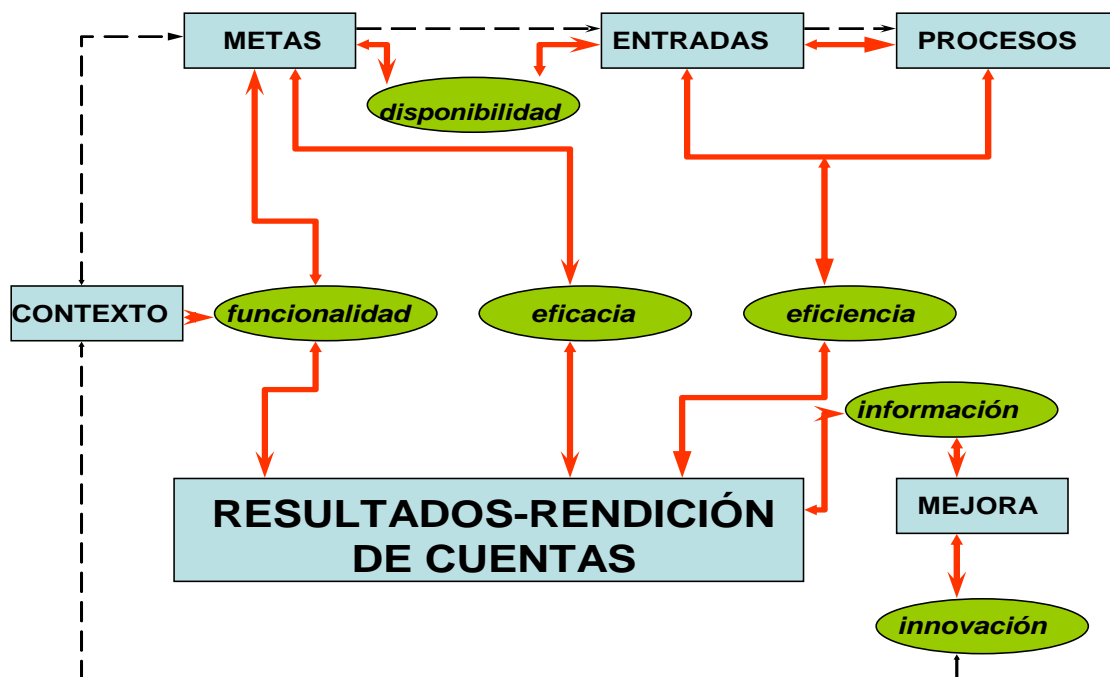 METAS
ENTRADAS
PROCESOS
disponibilidad
CONTEXTO
funcionalidad
eficacia
eficiencia
información
RESULTADOS-RENDICIÓN
DE CUENTAS
MEJORA
innovación